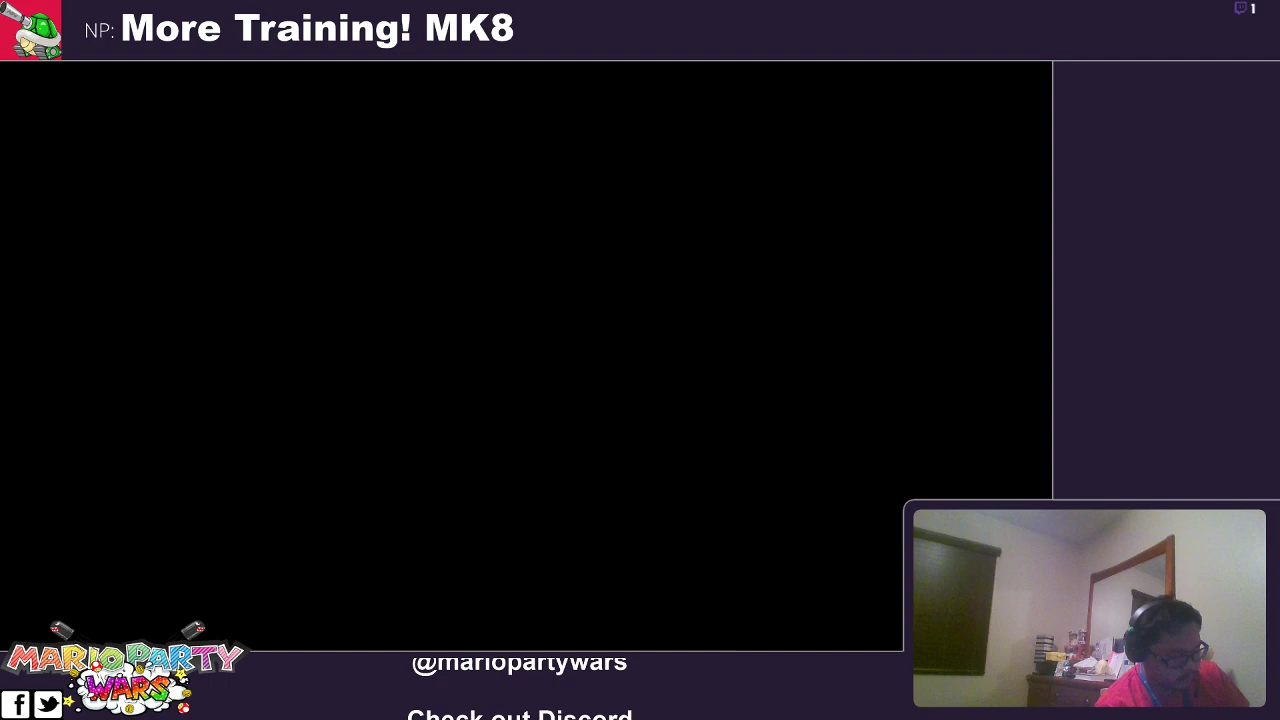 NP: More Training! MK8
1
MARIO PARTY
WARS
@mariopartywars
Check out Discord